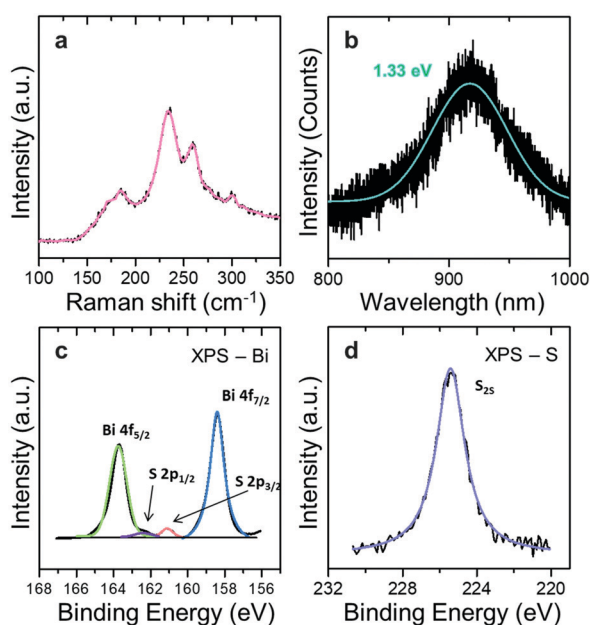 a
Intensity (a.u.)
100 150 200 250 300 350
Raman shift (cm⁻¹)
b
1.33 eV
Intensity (Counts)
800 900 1000
Wavelength (nm)
c
XPS – Bi
Bi 4f₇/₂
Bi 4f₅/₂
S 2p₁/₂
S 2p₃/₂
Intensity (a.u.)
168 166 164 162 160 158 156
Binding Energy (eV)
d
XPS – S
S₂ₛ
Intensity (a.u.)
232 228 224 220
Binding Energy (eV)